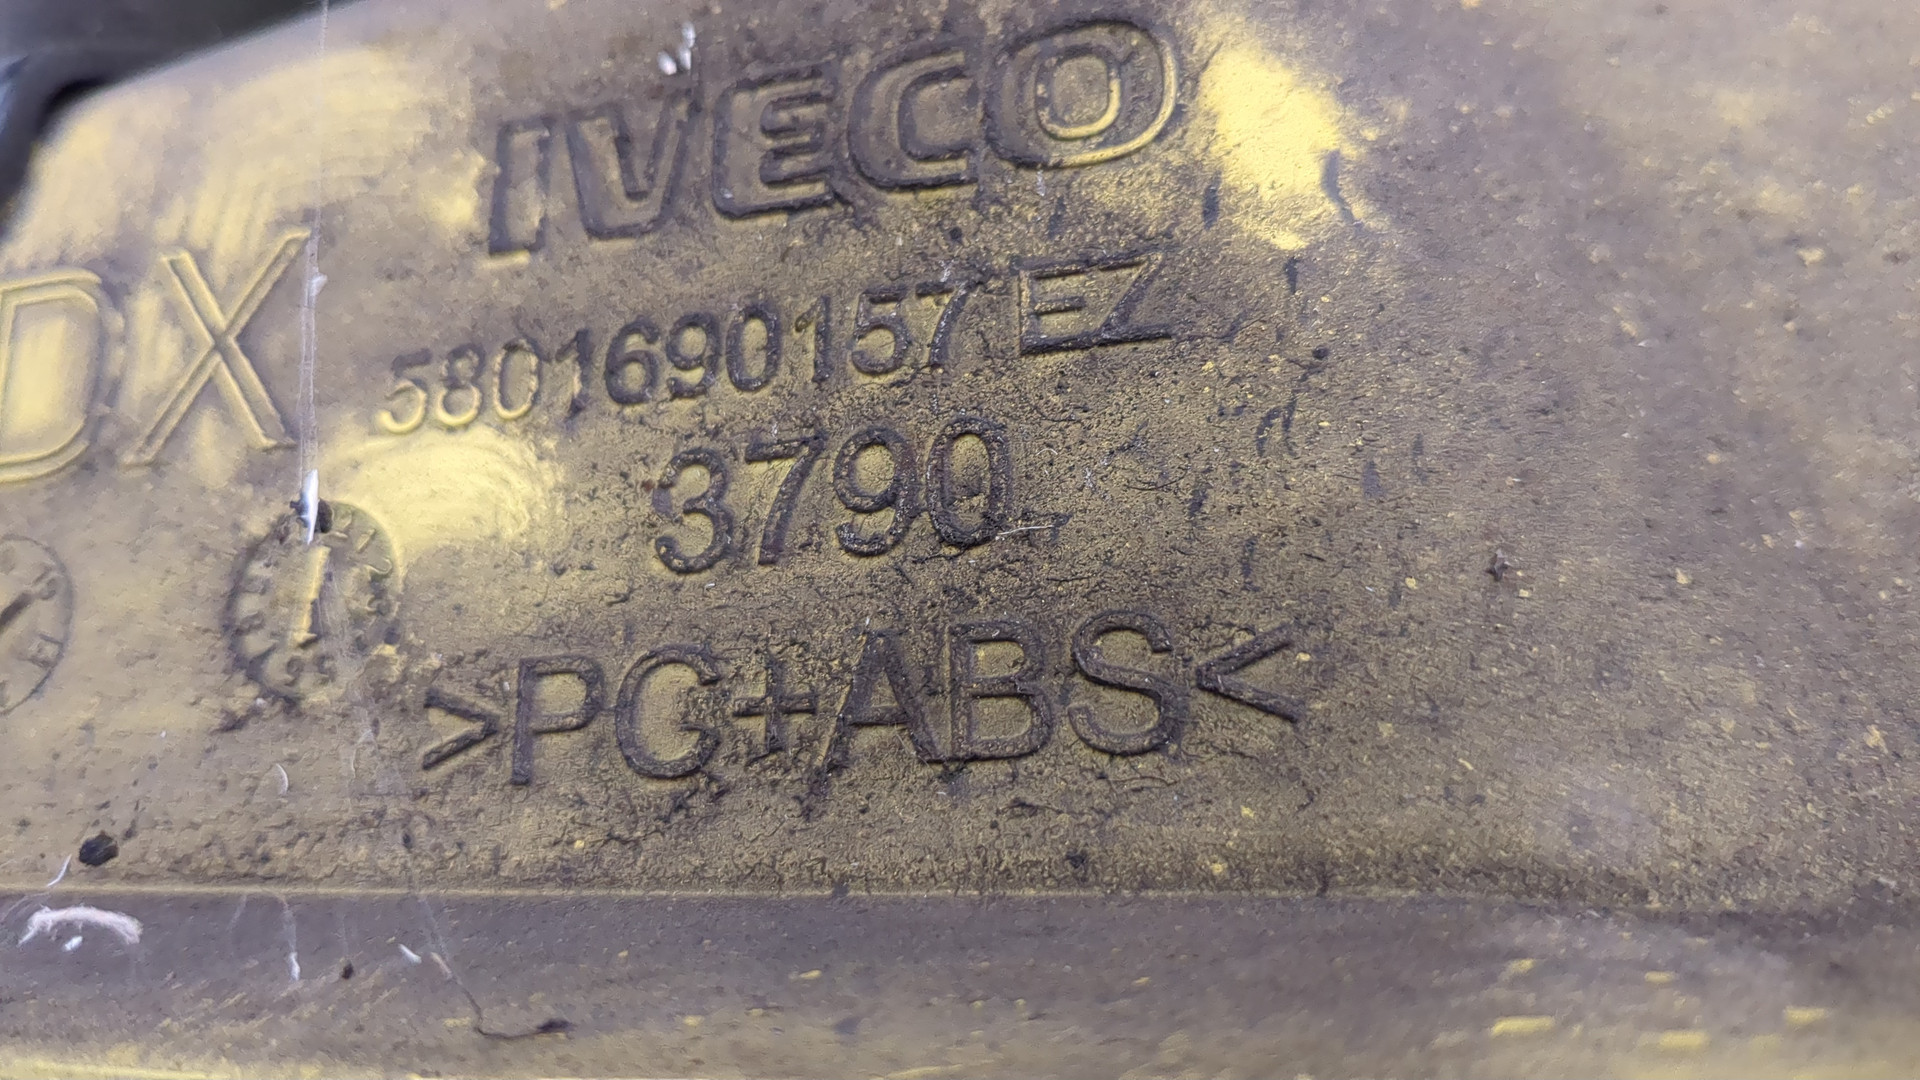 IVECO
DX
5801690157 EZ
3790
>PC+ABS<